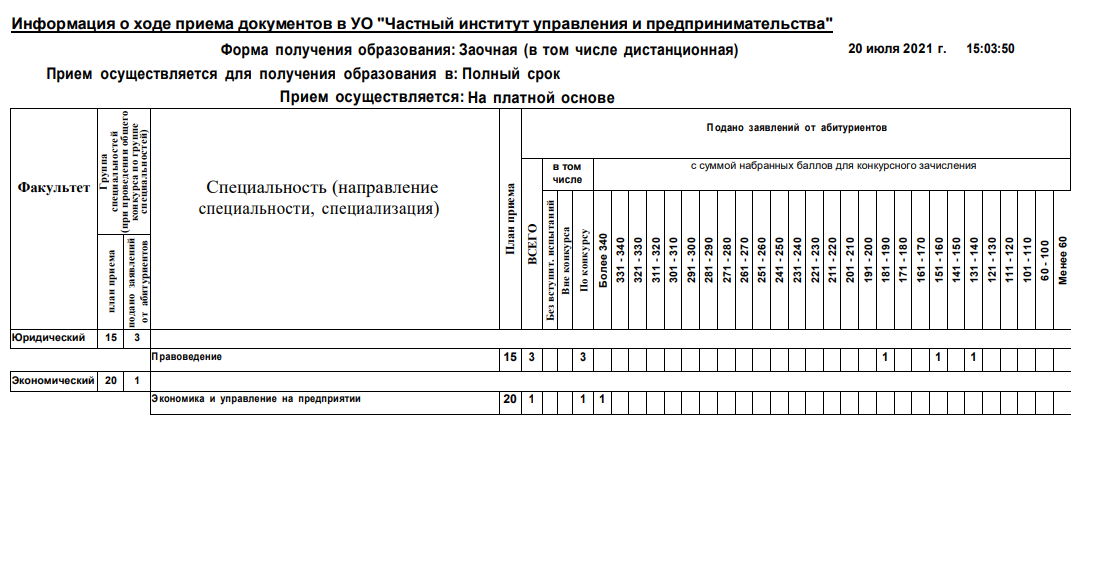 Информация о ходе приема документов в УО "Частный институт управления и предпринимательства"
Форма получения образования: Заочная (в том числе дистанционная)
20 июля 2021 г. 15:03:50
Прием осуществляется для получения образования в: Полный срок
Прием осуществляется: На платной основе
Факультет
Группа
специальностей
(при проведении общего
конкурса по группе
специальностей)
план приема
подано заявлений
от абитуриентов
Специальность (направление
специальности, специализация)
План приема
Подано заявлений от абитуриентов
ВСЕГО
в том
числе
Без вступит. испытаний
Вне конкурса
По конкурсу
с суммой набранных баллов для конкурсного зачисления
Более 340
331 - 340
321 - 330
311 - 320
301 - 310
291 - 300
281 - 290
271 - 280
261 - 270
251 - 260
241 - 250
231 - 240
221 - 230
211 - 220
201 - 210
191 - 200
181 - 190
171 - 180
161 - 170
151 - 160
141 - 150
131 - 140
121 - 130
111 - 120
101 - 110
60 - 100
Менее 60
Юридический 15 3
Правоведение 15 3 3 1 1 1
Экономический 20 1
Экономика и управление на предприятии 20 1 1 1